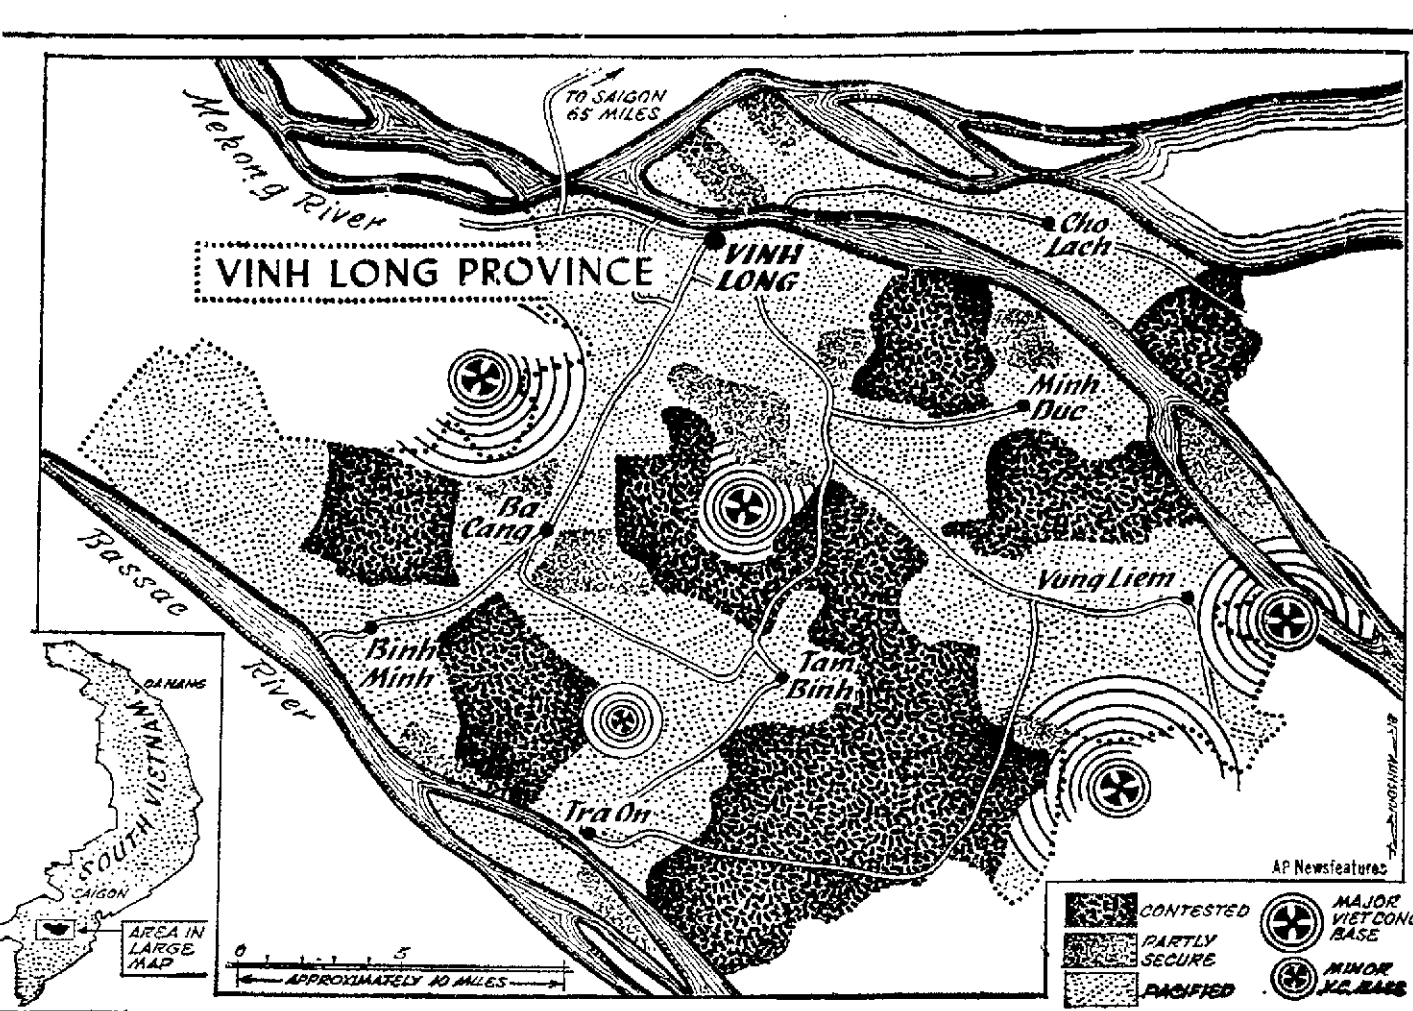 TO SAIGON
65 MILES
Mekong River
VINH LONG PROVINCE
VINH
LONG
Cho
Lach
Minh
Duc
Ba
Cang
Vung Liem
Bassac
River
Binh
Minh
Tam
Binh
Tra On
DA NANG
SOUTH VIETNAM
SAIGON
AREA IN
LARGE
MAP
0 5
APPROXIMATELY 10 MILES
AP Newsfeatures
CONTESTED
PARTLY
SECURE
PACIFIED
MAJOR
VIET CONG
BASE
MINOR
V.C. BASE